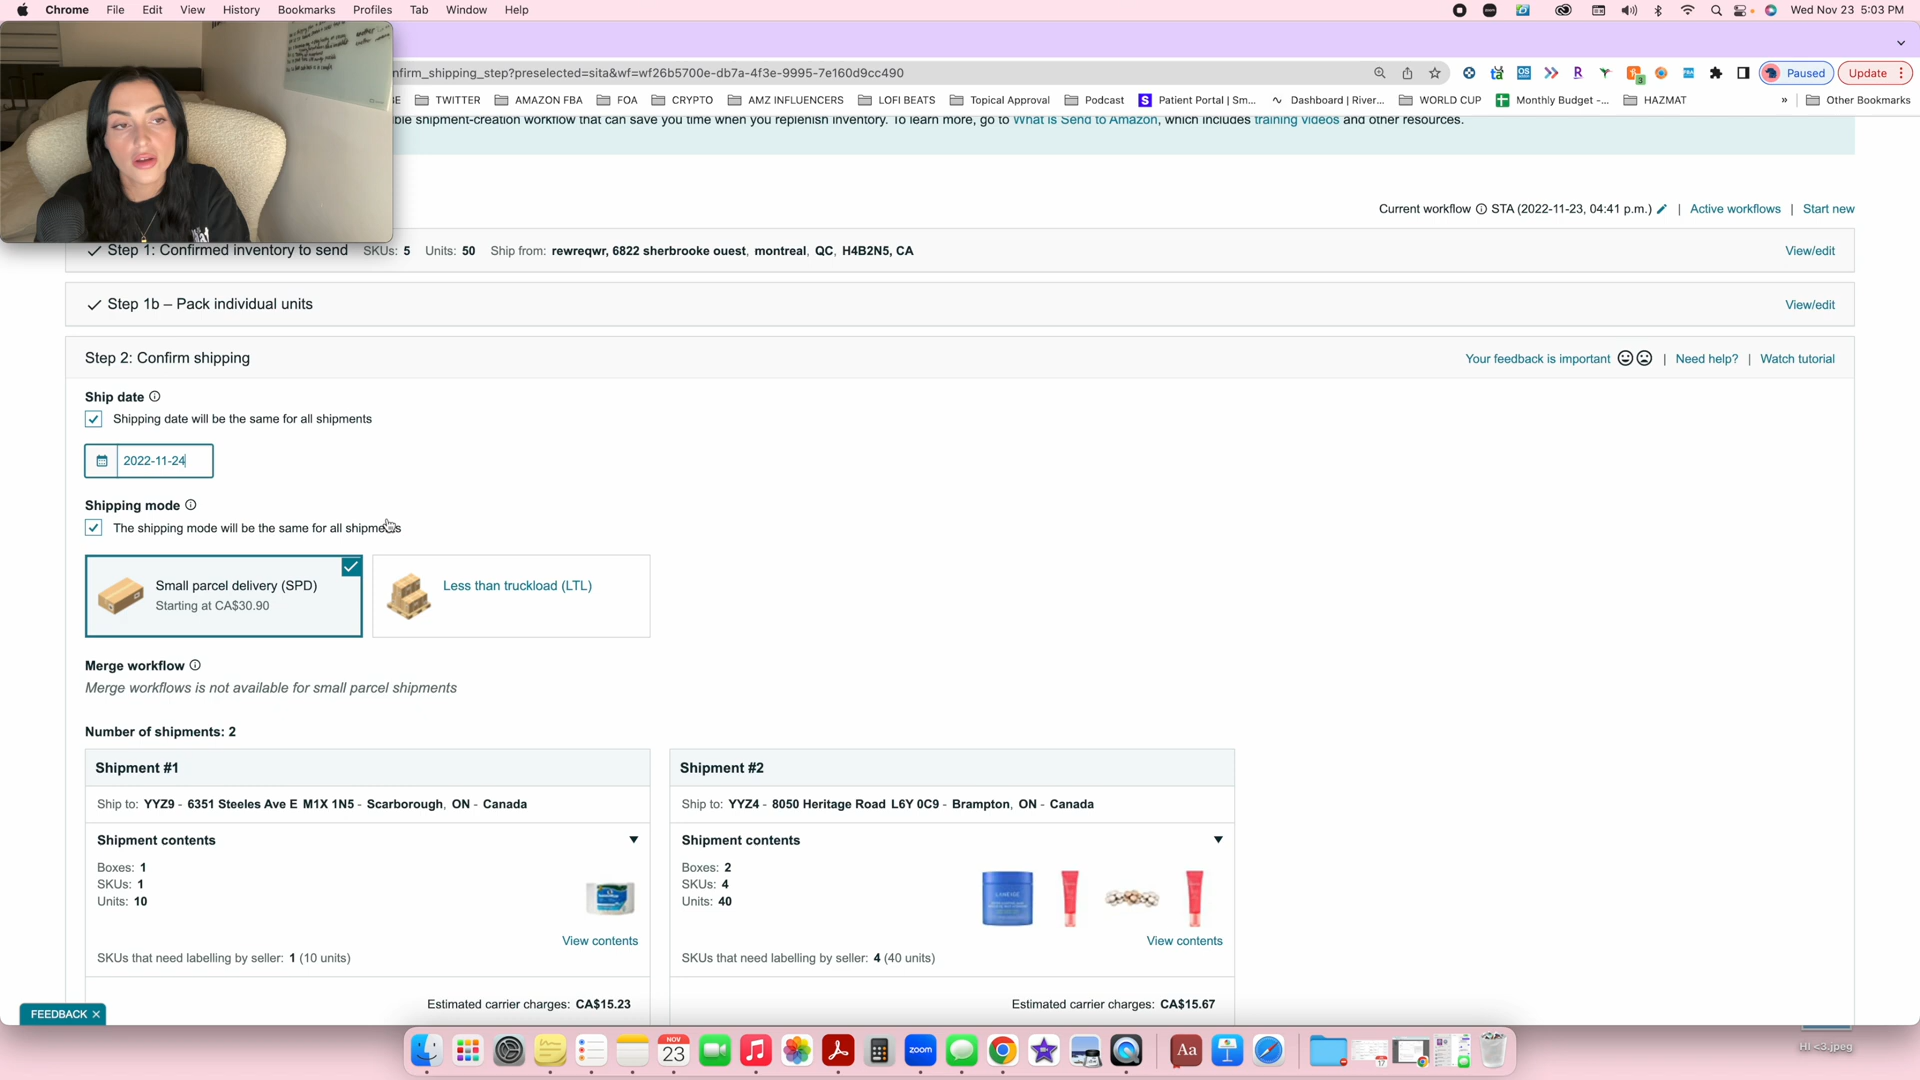 Chrome File Edit View History Bookmarks Profiles Tab Window Help Wed Nov 23 5:03 PM
nfirm_shipping_step?preselected=sita&wf=wf26b5700e-db7a-4f3e-9995-7e160d9cc490 Paused Update
BE TWITTER AMAZON FBA FOA CRYPTO AMZ INFLUENCERS LOFI BEATS Topical Approval Podcast Patient Portal | Sm... Dashboard | River... WORLD CUP Monthly Budget -... HAZMAT » Other Bookmarks
ble shipment-creation workflow that can save you time when you replenish inventory. To learn more, go to What is Send to Amazon, which includes training videos and other resources.
Current workflow STA (2022-11-23, 04:41 p.m.) | Active workflows | Start new
Step 1: Confirmed inventory to send SKUs: 5 Units: 50 Ship from: rewreqwr, 6822 sherbrooke ouest, montreal, QC, H4B2N5, CA View/edit
Step 1b – Pack individual units View/edit
Step 2: Confirm shipping Your feedback is important | Need help? | Watch tutorial
Ship date
Shipping date will be the same for all shipments
2022-11-24
Shipping mode
The shipping mode will be the same for all shipments
Small parcel delivery (SPD)
Starting at CA$30.90
Less than truckload (LTL)
Merge workflow
Merge workflows is not available for small parcel shipments
Number of shipments: 2
Shipment #1
Ship to: YYZ9 - 6351 Steeles Ave E M1X 1N5 - Scarborough, ON - Canada
Shipment contents
Boxes: 1
SKUs: 1
Units: 10
View contents
SKUs that need labelling by seller: 1 (10 units)
Estimated carrier charges: CA$15.23
Shipment #2
Ship to: YYZ4 - 8050 Heritage Road L6Y 0C9 - Brampton, ON - Canada
Shipment contents
Boxes: 2
SKUs: 4
Units: 40
LANEIGE
View contents
SKUs that need labelling by seller: 4 (40 units)
Estimated carrier charges: CA$15.67
FEEDBACK ×
NOV
23
zoom
Aa
17
HI <3.jpeg